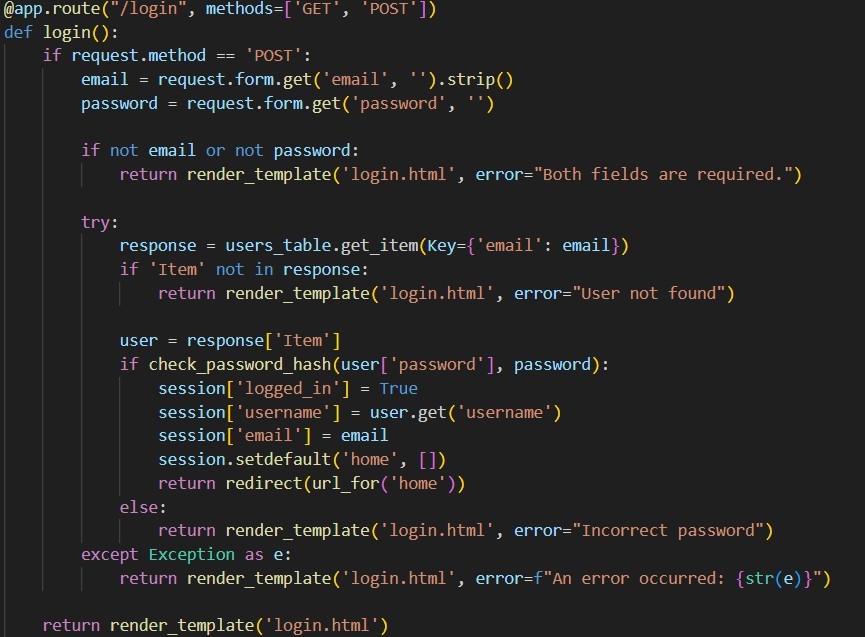 @app.route("/login", methods=['GET', 'POST'])
def login():
    if request.method == 'POST':
        email = request.form.get('email', '').strip()
        password = request.form.get('password', '')

        if not email or not password:
            return render_template('login.html', error="Both fields are required.")

        try:
            response = users_table.get_item(Key={'email': email})
            if 'Item' not in response:
                return render_template('login.html', error="User not found")

            user = response['Item']
            if check_password_hash(user['password'], password):
                session['logged_in'] = True
                session['username'] = user.get('username')
                session['email'] = email
                session.setdefault('home', [])
                return redirect(url_for('home'))
            else:
                return render_template('login.html', error="Incorrect password")
        except Exception as e:
            return render_template('login.html', error=f"An error occurred: {str(e)}")

    return render_template('login.html')